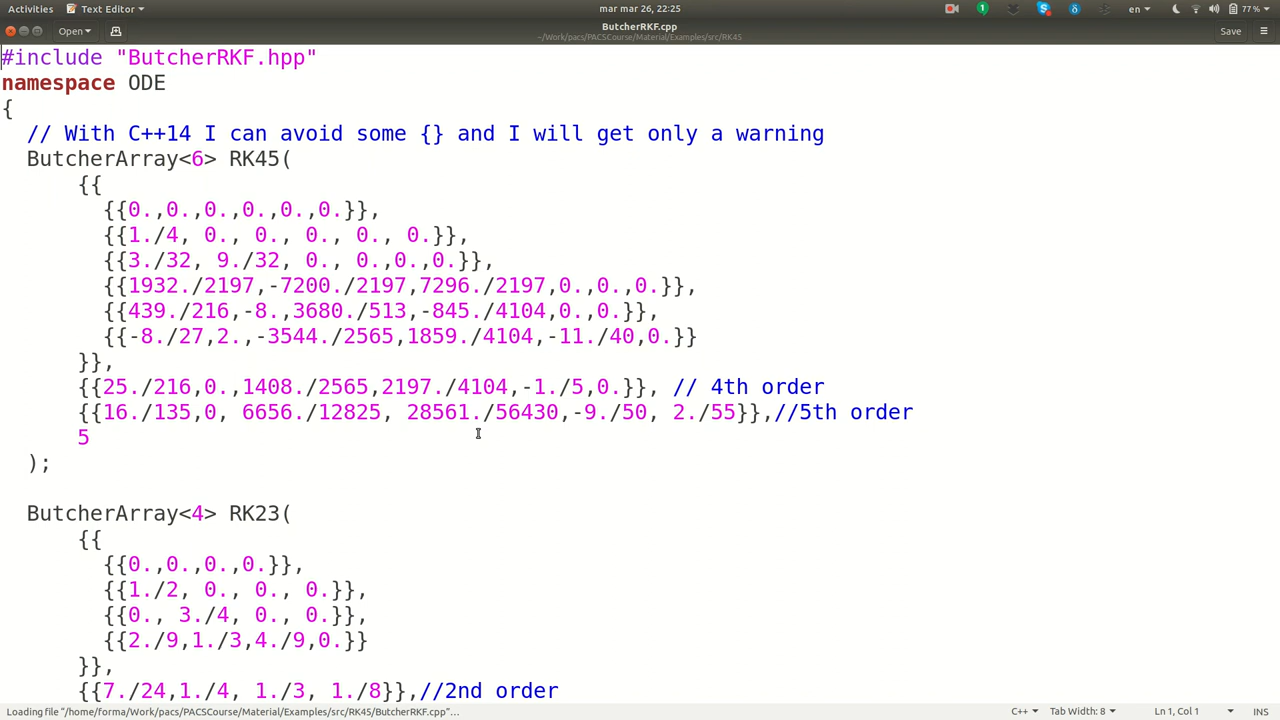 Activities Text Editor mar mar 26, 22:25 1 en 77%
Open ButcherRKF.cpp Save
~/Work/pacs/PACSCourse/Material/Examples/src/RK45
#include "ButcherRKF.hpp"
namespace ODE
{
// With C++14 I can avoid some {} and I will get only a warning
ButcherArray<6> RK45(
{{
{{0.,0.,0.,0.,0.,0.}},
{{1./4, 0., 0., 0., 0., 0.}},
{{3./32, 9./32, 0., 0.,0.,0.}},
{{1932./2197,-7200./2197,7296./2197,0.,0.,0.}},
{{439./216,-8.,3680./513,-845./4104,0.,0.}},
{{-8./27,2.,-3544./2565,1859./4104,-11./40,0.}}
}},
{{25./216,0.,1408./2565,2197./4104,-1./5,0.}}, // 4th order
{{16./135,0, 6656./12825, 28561./56430,-9./50, 2./55}},//5th order
5
);
ButcherArray<4> RK23(
{{
{{0.,0.,0.,0.}},
{{1./2, 0., 0., 0.}},
{{0., 3./4, 0., 0.}},
{{2./9,1./3,4./9,0.}}
}},
{{7./24,1./4, 1./3, 1./8}},//2nd order
Loading file “/home/forma/Work/pacs/PACSCourse/Material/Examples/src/RK45/ButcherRKF.cpp”… C++ Tab Width: 8 Ln 1, Col 1 INS